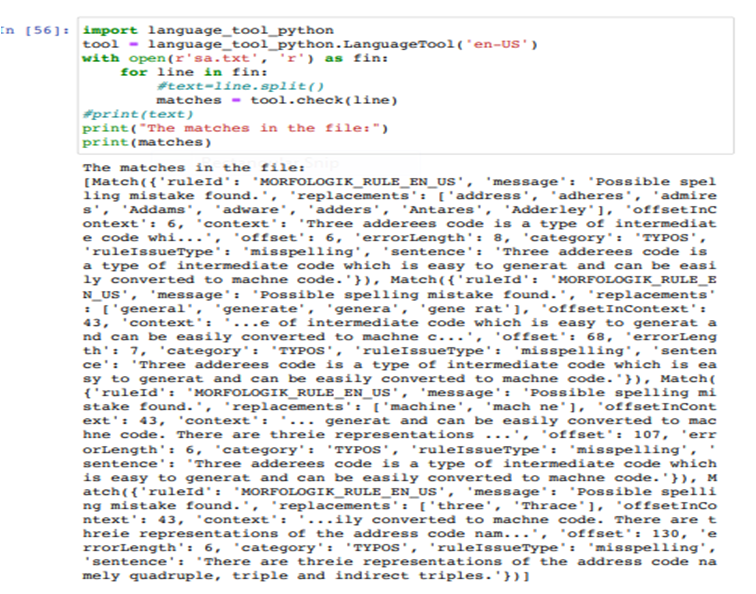 In [56]: import language_tool_python
tool = language_tool_python.LanguageTool('en-US')
with open(r'sa.txt', 'r') as fin:
    for line in fin:
        #text=line.split()
        matches = tool.check(line)
#print(text)
print("The matches in the file:")
print(matches)
The matches in the file:
[Match({'ruleId': 'MORFOLOGIK_RULE_EN_US', 'message': 'Possible spel
ling mistake found.', 'replacements': ['address', 'adheres', 'admire
s', 'Addams', 'adware', 'adders', 'Antares', 'Adderley'], 'offsetInC
ontext': 6, 'context': 'Three adderees code is a type of intermediat
e code whi...', 'offset': 6, 'errorLength': 8, 'category': 'TYPOS',
'ruleIssueType': 'misspelling', 'sentence': 'Three adderees code is
a type of intermediate code which is easy to generat and can be easi
ly converted to machne code.'}), Match({'ruleId': 'MORFOLOGIK_RULE_E
N_US', 'message': 'Possible spelling mistake found.', 'replacements'
: ['general', 'generate', 'genera', 'gene rat'], 'offsetInContext':
43, 'context': '...e of intermediate code which is easy to generat a
nd can be easily converted to machne c...', 'offset': 68, 'errorLeng
th': 7, 'category': 'TYPOS', 'ruleIssueType': 'misspelling', 'senten
ce': 'Three adderees code is a type of intermediate code which is ea
sy to generat and can be easily converted to machne code.'}), Match(
{'ruleId': 'MORFOLOGIK_RULE_EN_US', 'message': 'Possible spelling mi
stake found.', 'replacements': ['machine', 'mach ne'], 'offsetInCont
ext': 43, 'context': '... generat and can be easily converted to mac
hne code. There are threie representations ...', 'offset': 107, 'err
orLength': 6, 'category': 'TYPOS', 'ruleIssueType': 'misspelling', '
sentence': 'Three adderees code is a type of intermediate code which
is easy to generat and can be easily converted to machne code.'}), M
atch({'ruleId': 'MORFOLOGIK_RULE_EN_US', 'message': 'Possible spelli
ng mistake found.', 'replacements': ['three', 'Thrace'], 'offsetInCo
ntext': 43, 'context': '...ily converted to machne code. There are t
hreie representations of the address code nam...', 'offset': 130, 'e
rrorLength': 6, 'category': 'TYPOS', 'ruleIssueType': 'misspelling',
'sentence': 'There are threie representations of the address code na
mely quadruple, triple and indirect triples.'})]